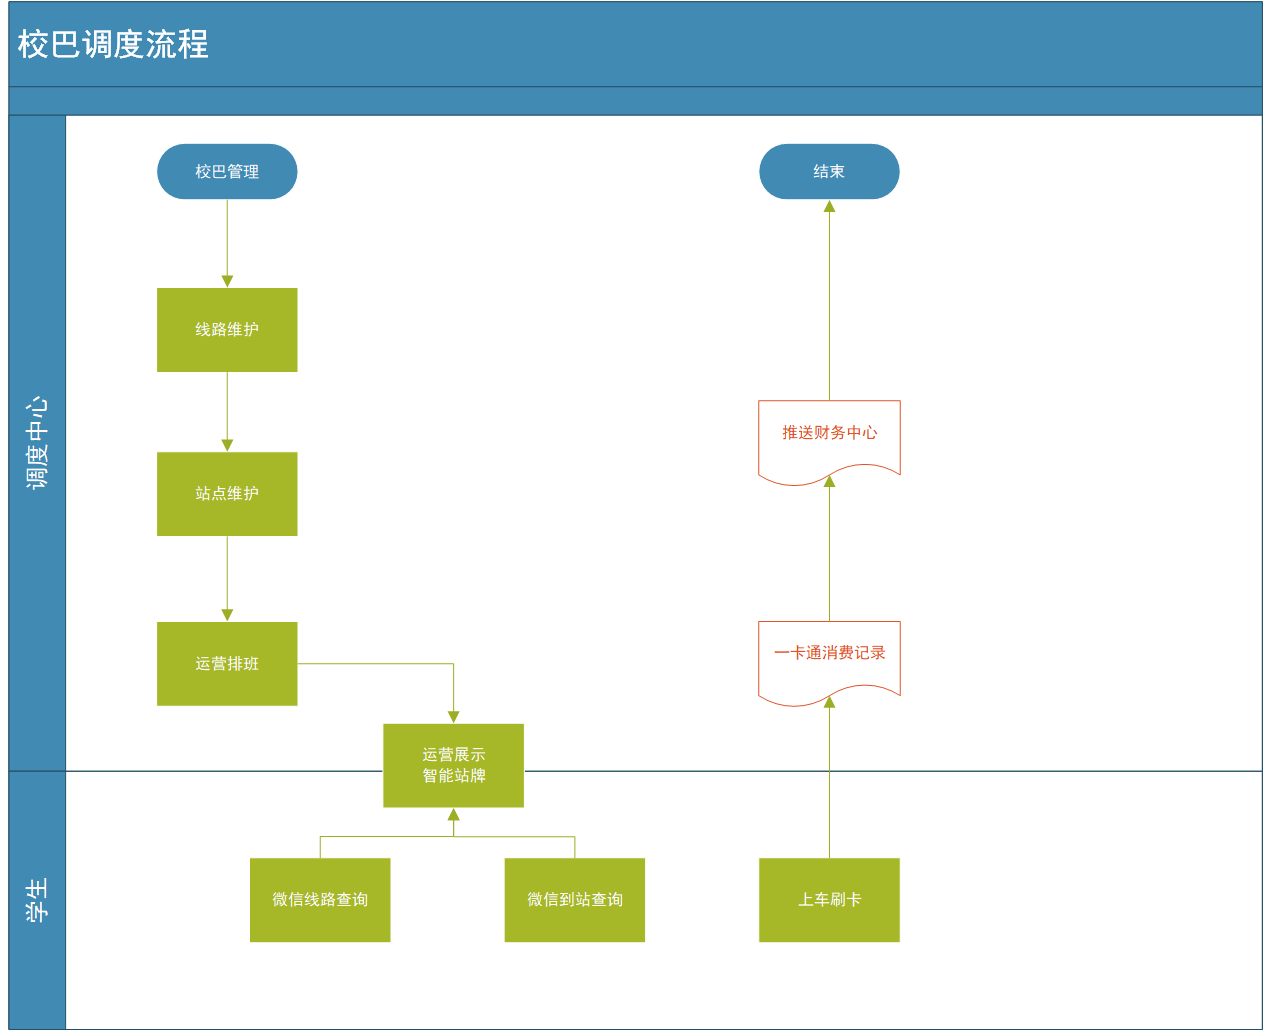 校巴调度流程
调度中心
校巴管理
结束
线路维护
推送财务中心
站点维护
运营排班
一卡通消费记录
运营展示
智能站牌
学生
微信线路查询
微信到站查询
上车刷卡